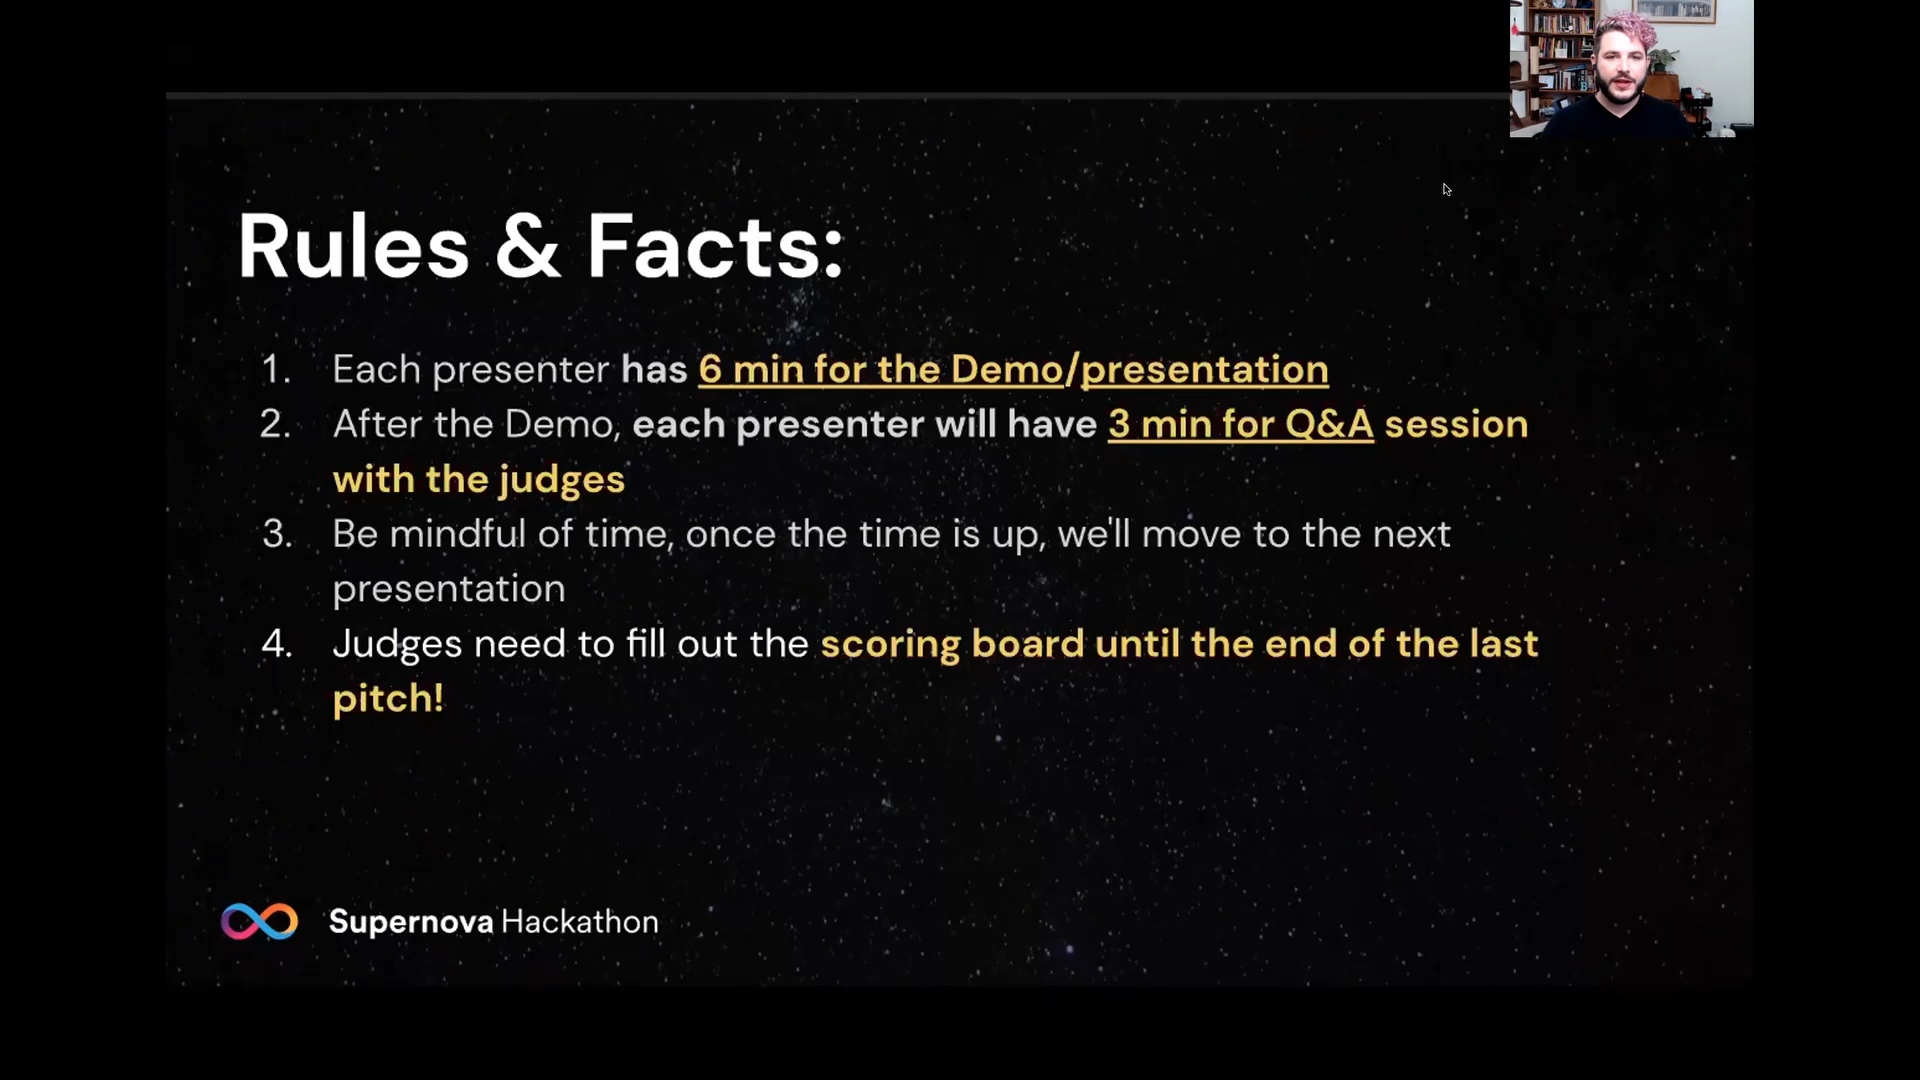 Rules & Facts:
1. Each presenter has 6 min for the Demo/presentation
2. After the Demo, each presenter will have 3 min for Q&A session
with the judges
3. Be mindful of time, once the time is up, we'll move to the next
presentation
4. Judges need to fill out the scoring board until the end of the last
pitch!
Supernova Hackathon